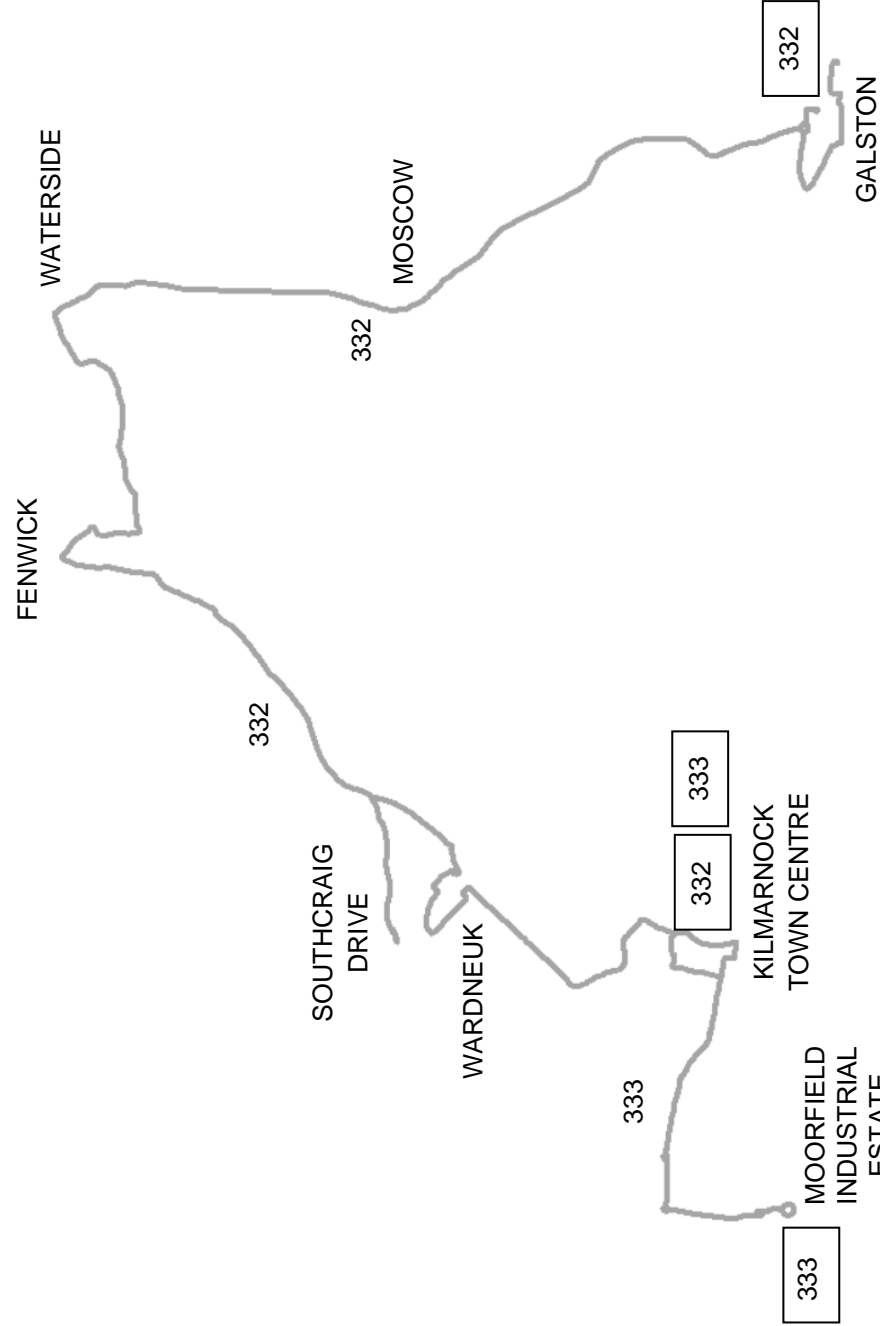 FENWICK
WATERSIDE
332
SOUTHCRAIG
DRIVE
332
MOSCOW
WARDNEUK
333
332
333
KILMARNOCK
TOWN CENTRE
332
333
MOORFIELD
INDUSTRIAL
ESTATE
GALSTON